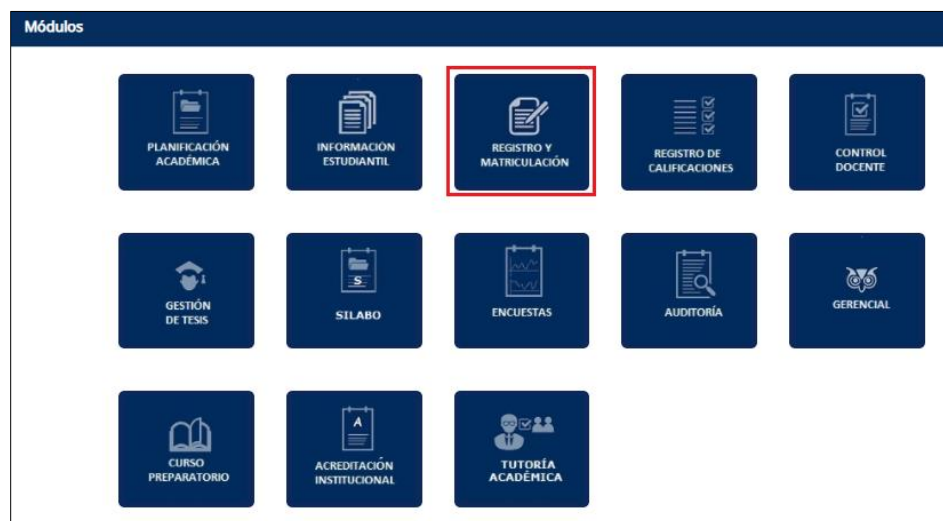 Módulos
PLANIFICACIÓN
ACADÉMICA
INFORMACIÓN
ESTUDIANTIL
REGISTRO Y
MATRICULACIÓN
REGISTRO DE
CALIFICACIONES
CONTROL
DOCENTE
GESTIÓN
DE TESIS
S
SILABO
ENCUESTAS
AUDITORÍA
GERENCIAL
CURSO
PREPARATORIO
A
ACREDITACIÓN
INSTITUCIONAL
TUTORÍA
ACADÉMICA